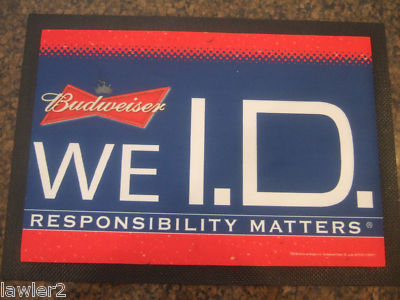 Budweiser
WE I.D.
RESPONSIBILITY MATTERS®
lawler2